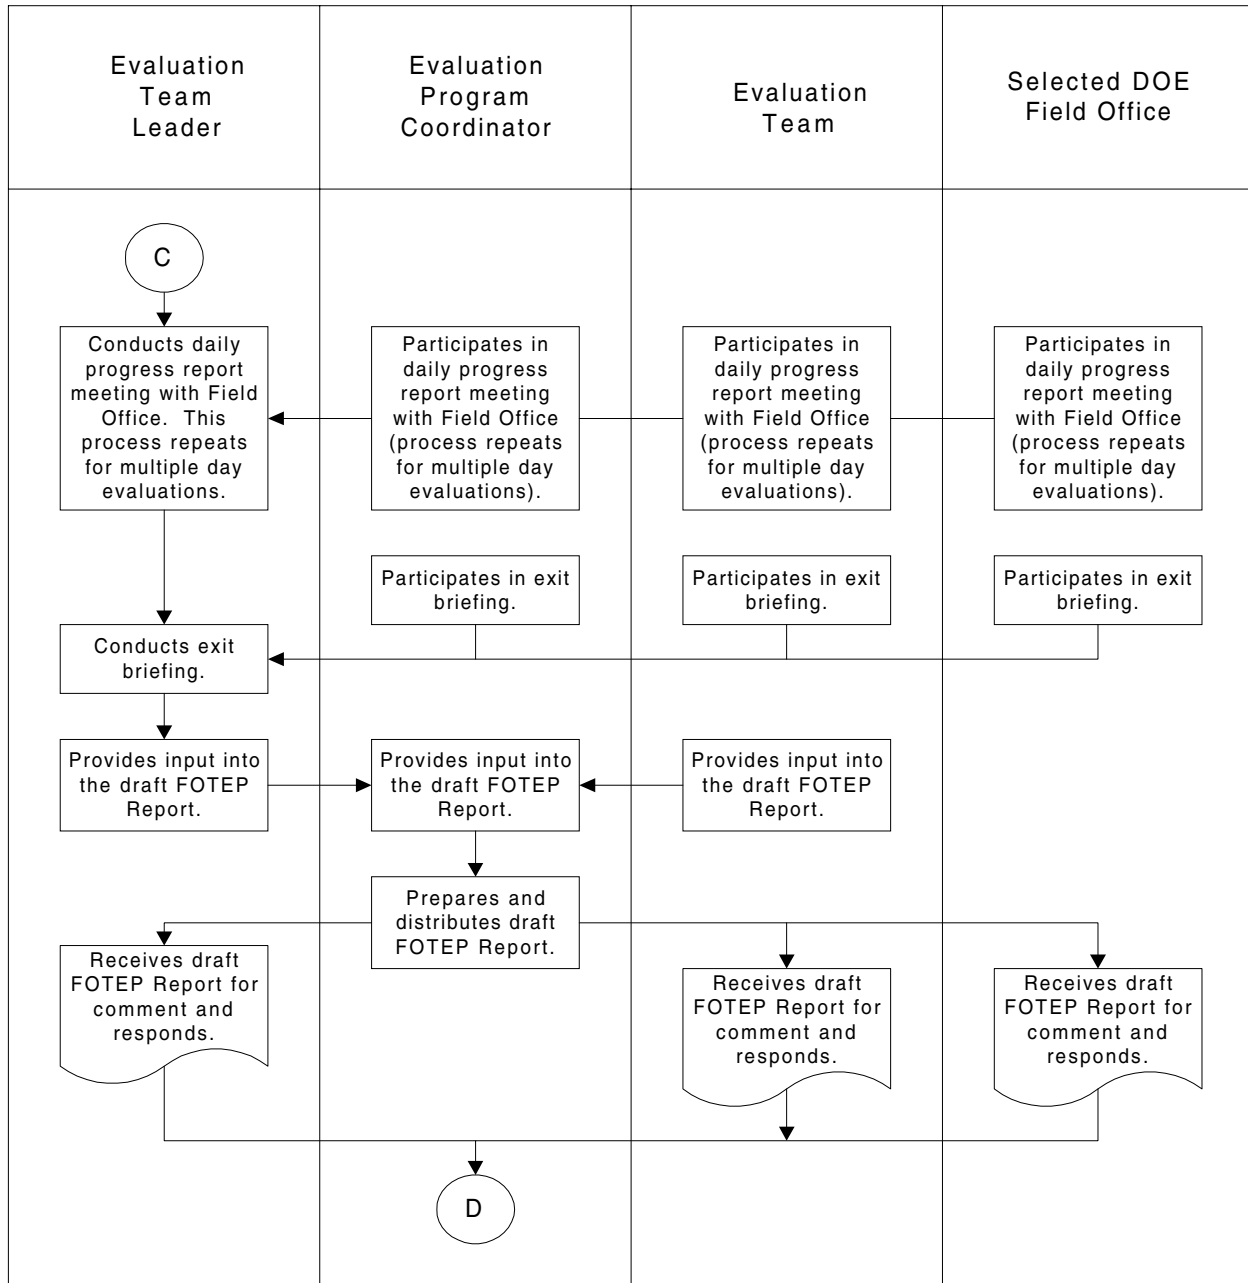 Evaluation
Team
Leader
Evaluation
Program
Coordinator
Evaluation
Team
Selected DOE
Field Office
C
Conducts daily
progress report
meeting with Field
Office.  This
process repeats
for multiple day
evaluations.
Participates in
daily progress
report meeting
with Field Office
(process repeats
for multiple day
evaluations).
Participates in
daily progress
report meeting
with Field Office
(process repeats
for multiple day
evaluations).
Participates in
daily progress
report meeting
with Field Office
(process repeats
for multiple day
evaluations).
Participates in exit
briefing.
Participates in exit
briefing.
Participates in exit
briefing.
Conducts exit
briefing.
Provides input into
the draft FOTEP
Report.
Provides input into
the draft FOTEP
Report.
Provides input into
the draft FOTEP
Report.
Prepares and
distributes draft
FOTEP Report.
Receives draft
FOTEP Report for
comment and
responds.
Receives draft
FOTEP Report for
comment and
responds.
Receives draft
FOTEP Report for
comment and
responds.
D